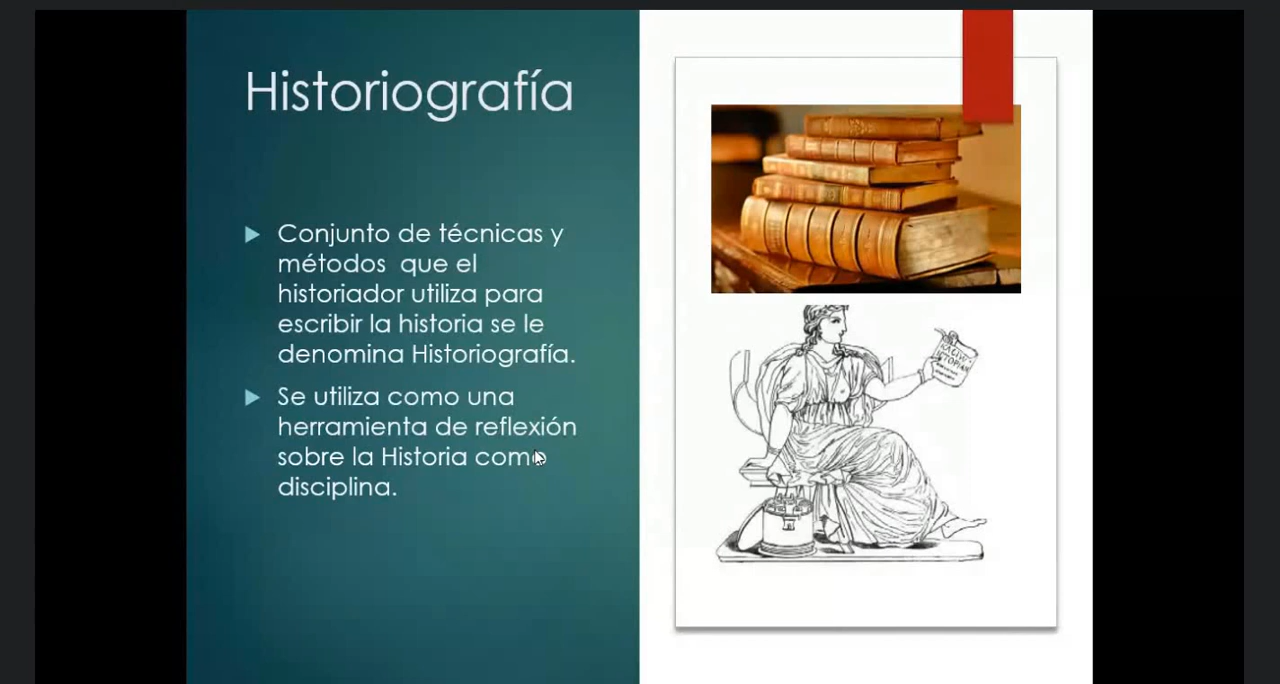 Historiografía
Conjunto de técnicas y
métodos que el
historiador utiliza para
escribir la historia se le
denomina Historiografía.
Se utiliza como una
herramienta de reflexión
sobre la Historia como
disciplina.